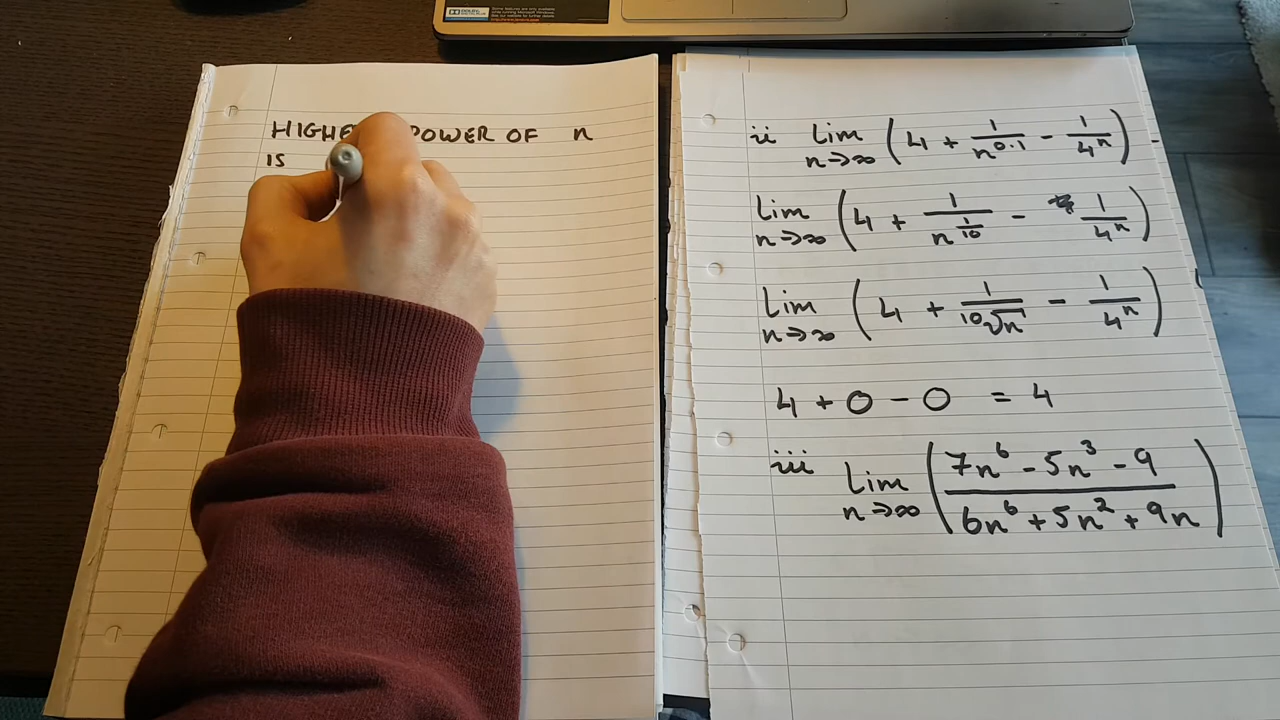 HIGHE POWER OF n
IS
ii Lim n→∞ (4 + 1/n^0.1 - 1/4^n) -
Lim n→∞ (4 + 1/n^(1/10) - 1/4^n)
Lim n→∞ (4 + 1/10√n - 1/4^n)
4 + 0 - 0 = 4
iii Lim n→∞ ((7n^6 - 5n^3 - 9)/(6n^6 + 5n^2 + 9n))